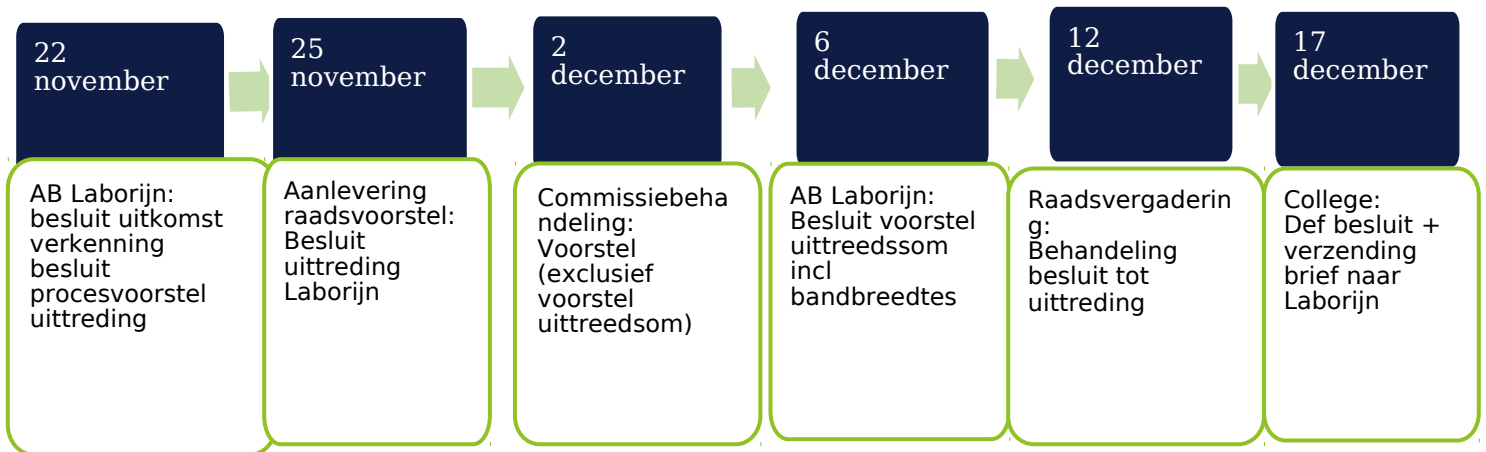 22
november
AB Laborijn:
besluit uitkomst
verkenning
besluit
procesvoorstel
uittreding
25
november
Aanlevering
raadsvoorstel:
Besluit
uittreding
Laborijn
2
december
Commissiebeha
ndeling:
Voorstel
(exclusief
voorstel
uittreedsom)
6
december
AB Laborijn:
Besluit voorstel
uittreedssom
incl
bandbreedtes
12
december
Raadsvergaderin
g:
Behandeling
besluit tot
uittreding
17
december
College:
Def besluit +
verzending
brief naar
Laborijn